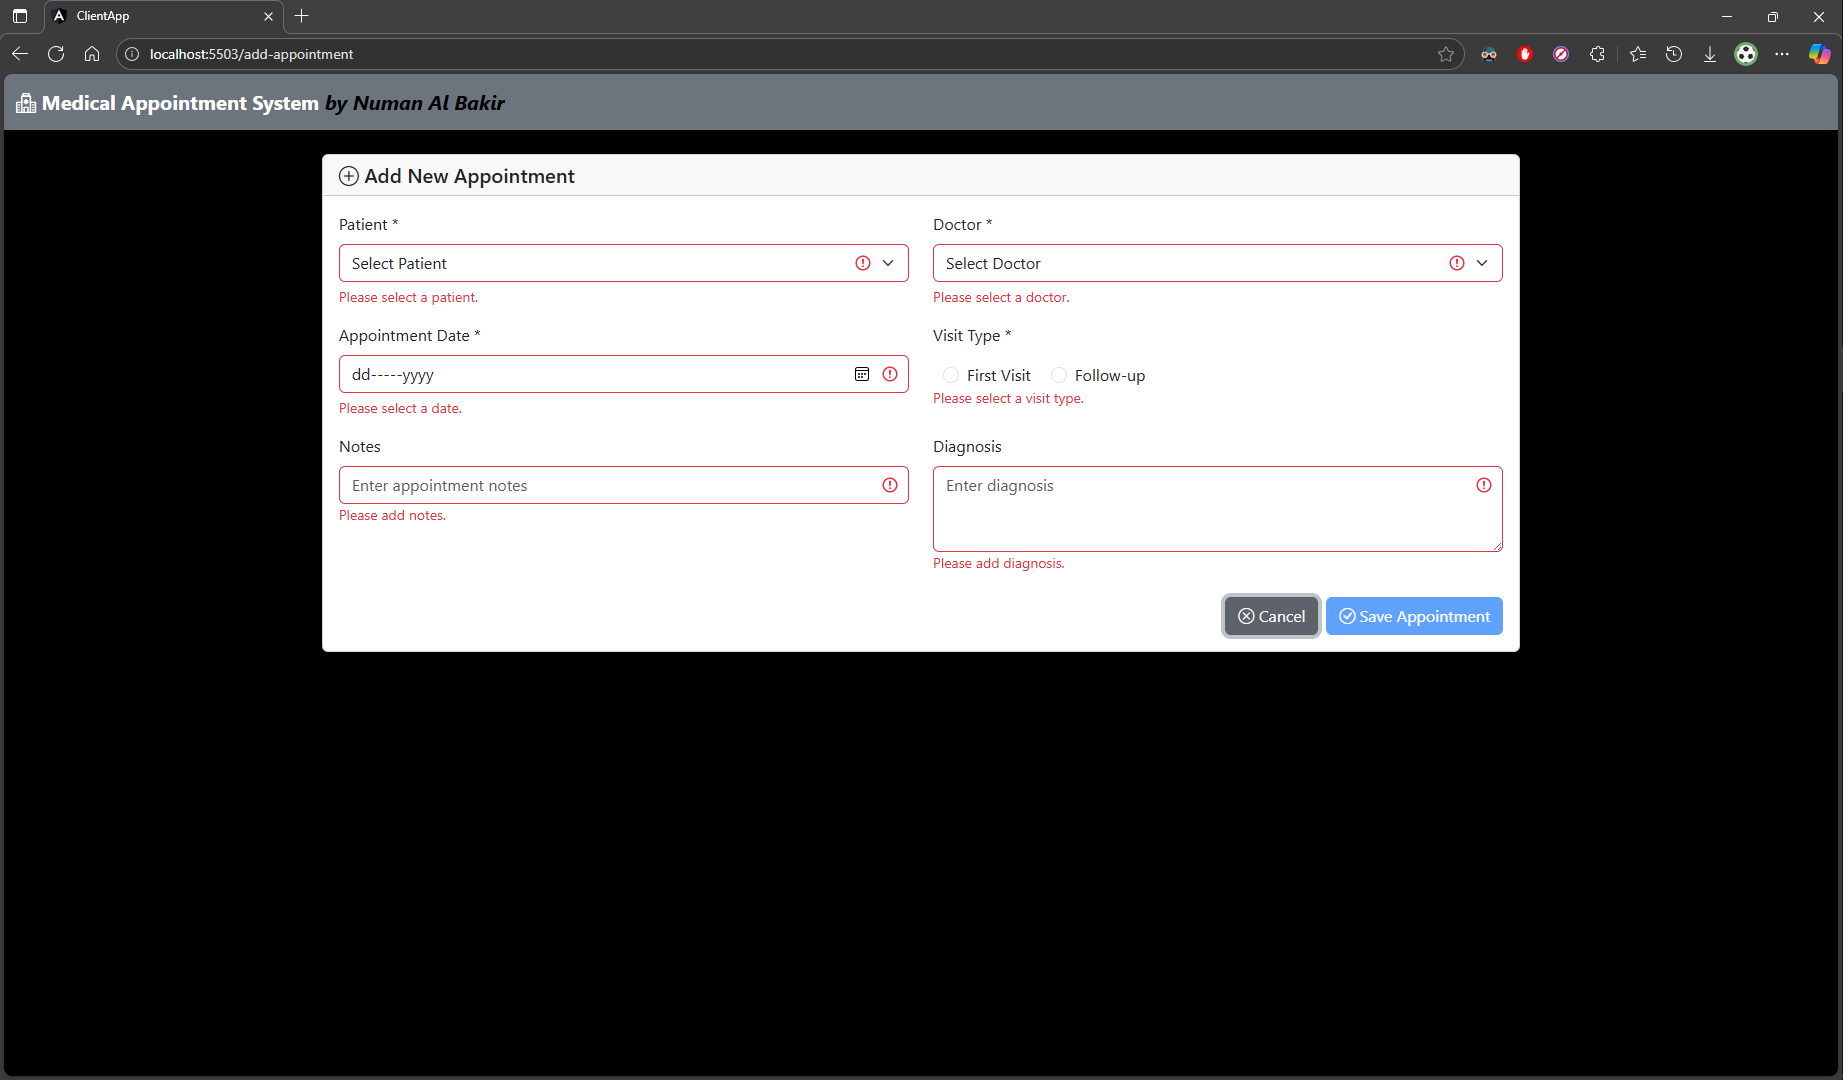 ClientApp
localhost:5503/add-appointment
Medical Appointment System by Numan Al Bakir
Add New Appointment
Patient *
Select Patient
Please select a patient.
Doctor *
Select Doctor
Please select a doctor.
Appointment Date *
dd-----yyyy
Please select a date.
Visit Type *
First Visit Follow-up
Please select a visit type.
Notes
Enter appointment notes
Please add notes.
Diagnosis
Enter diagnosis
Please add diagnosis.
Cancel Save Appointment